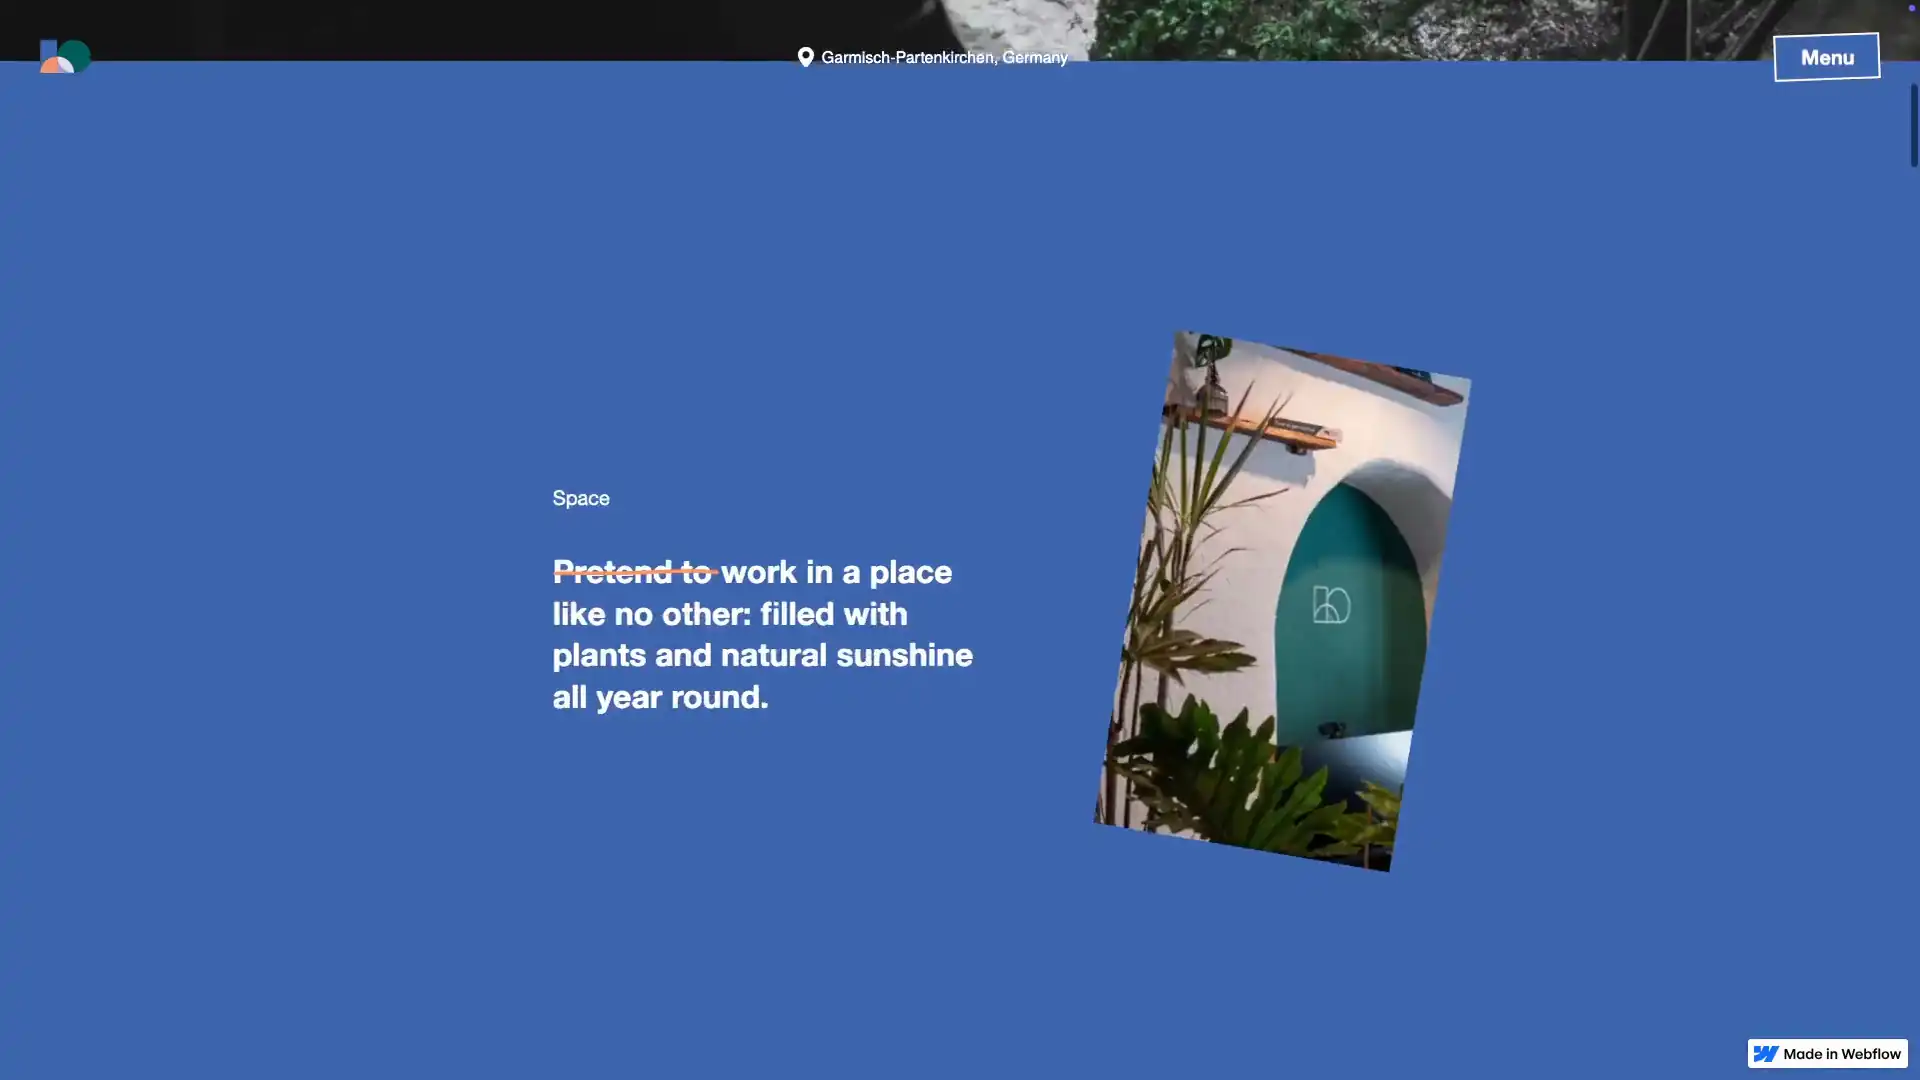 Garmisch-Partenkirchen, Germany
Menu
Space
Pretend to work in a place
like no other: filled with
plants and natural sunshine
all year round.
Made in Webflow